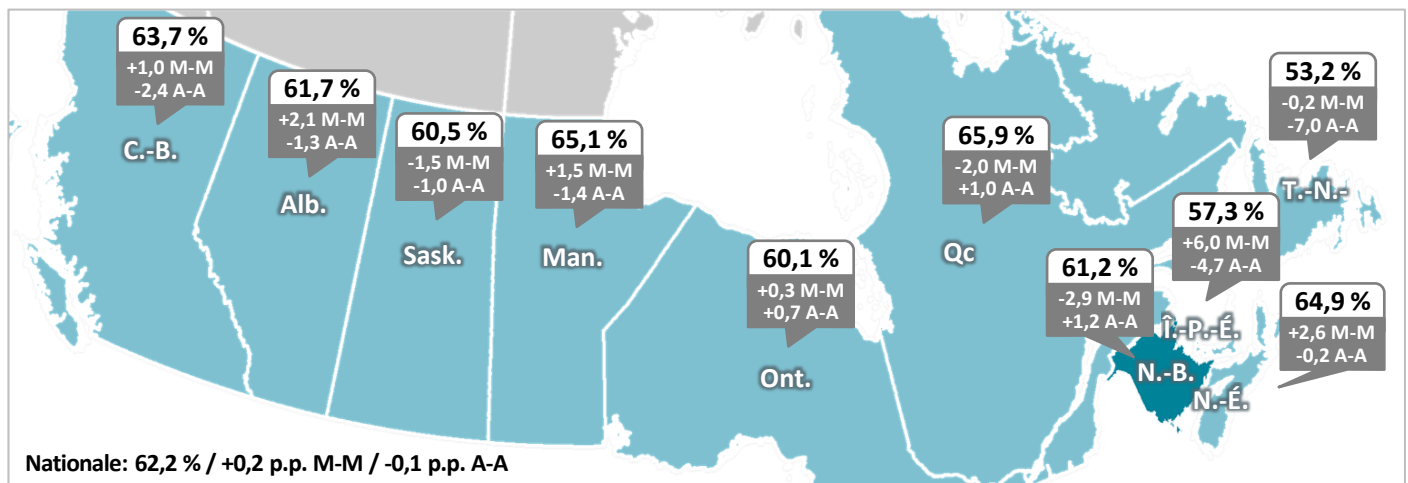 63,7 %
+1,0 M-M
-2,4 A-A
C.-B.
61,7 %
+2,1 M-M
-1,3 A-A
Alb.
60,5 %
-1,5 M-M
-1,0 A-A
Sask.
65,1 %
+1,5 M-M
-1,4 A-A
Man.
60,1 %
+0,3 M-M
+0,7 A-A
Ont.
65,9 %
-2,0 M-M
+1,0 A-A
Qc
53,2 %
-0,2 M-M
-7,0 A-A
T.-N.-
57,3 %
+6,0 M-M
-4,7 A-A
Î.-P.-É.
61,2 %
-2,9 M-M
+1,2 A-A
N.-B.
64,9 %
+2,6 M-M
-0,2 A-A
N.-É.
Nationale: 62,2 % / +0,2 p.p. M-M / -0,1 p.p. A-A